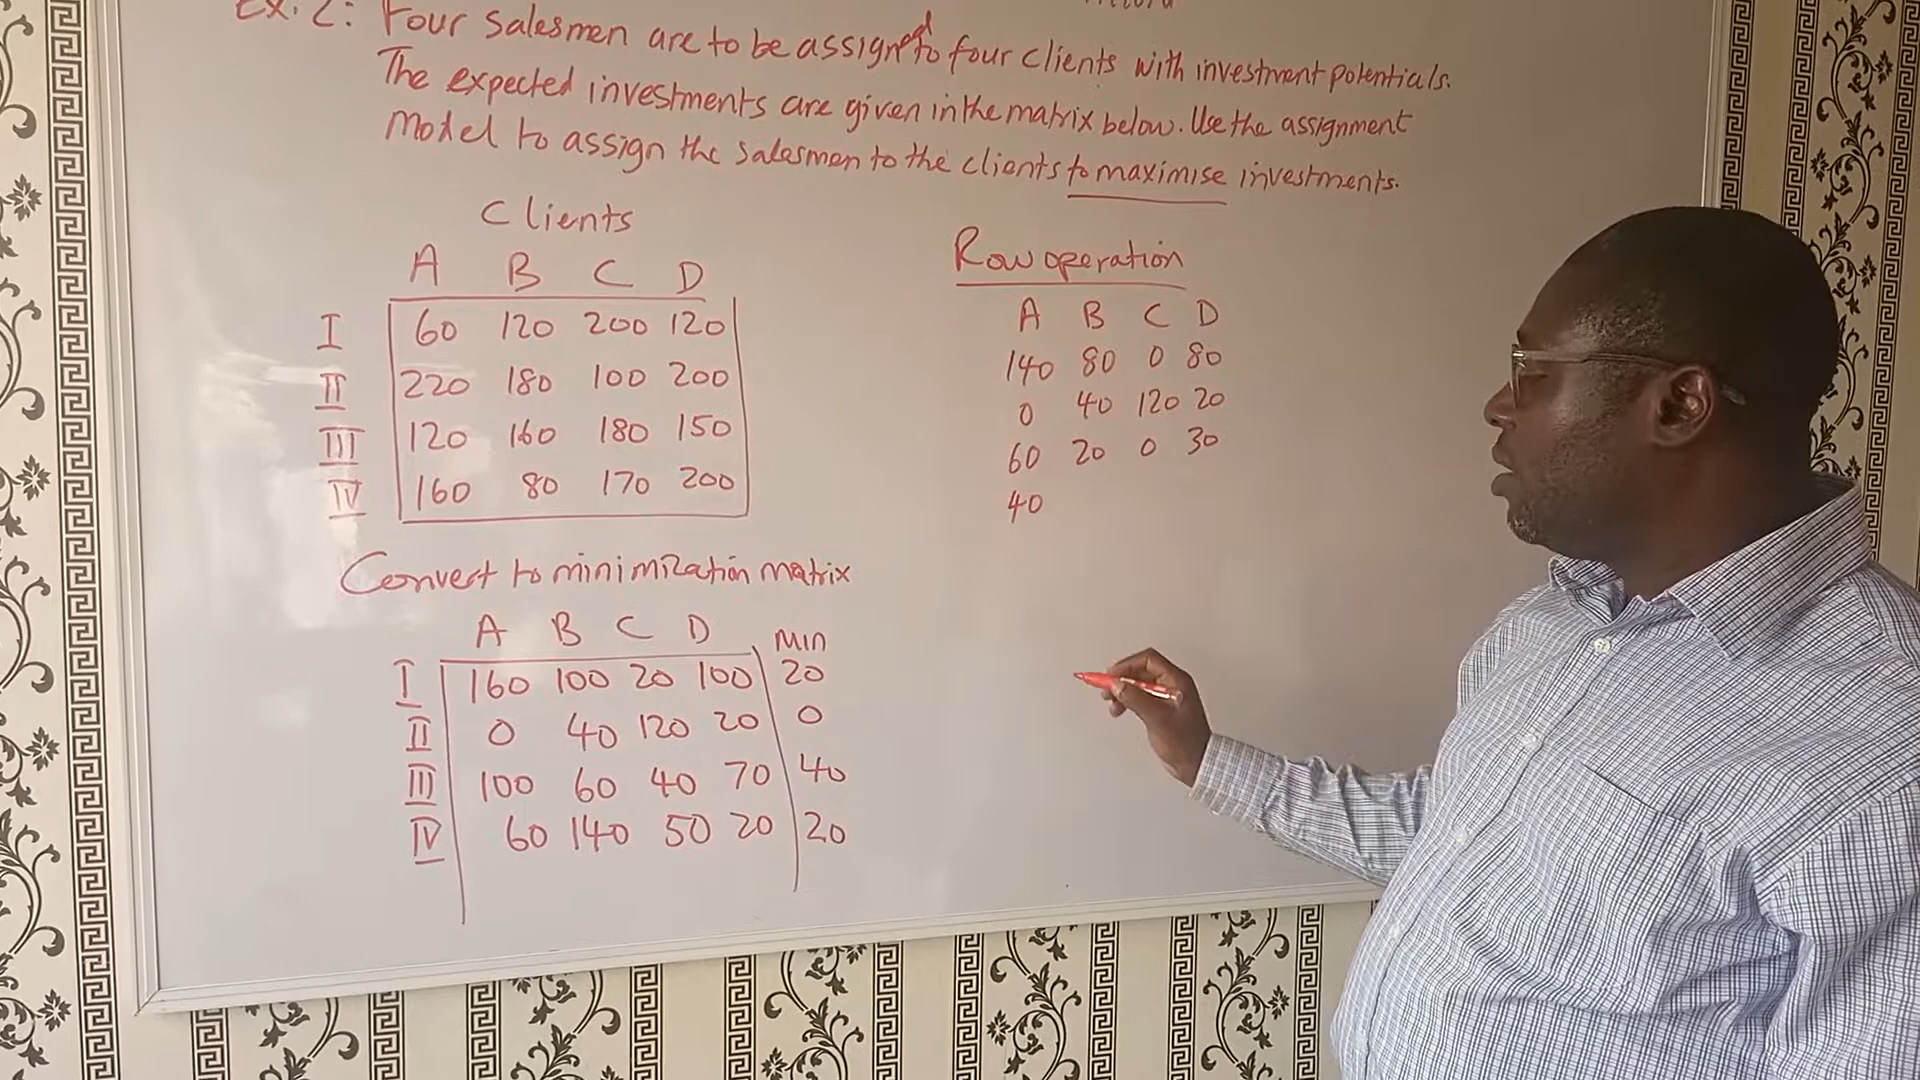 Ex. 2: Four salesmen are to be assigned to four clients with investment potentials.
The expected investments are given in the matrix below. Use the assignment
Model to assign the salesmen to the clients to maximise investments.
Clients
A B C D
I 60 120 200 120
II 220 180 100 200
III 120 160 180 150
IV 160 80 170 200
Convert to minimization matrix
A B C D Min
I 160 100 20 100 20
II 0 40 120 20 0
III 100 60 40 70 40
IV 60 140 50 20 20
Row operation
A B C D
140 80 0 80
0 40 120 20
60 20 0 30
40